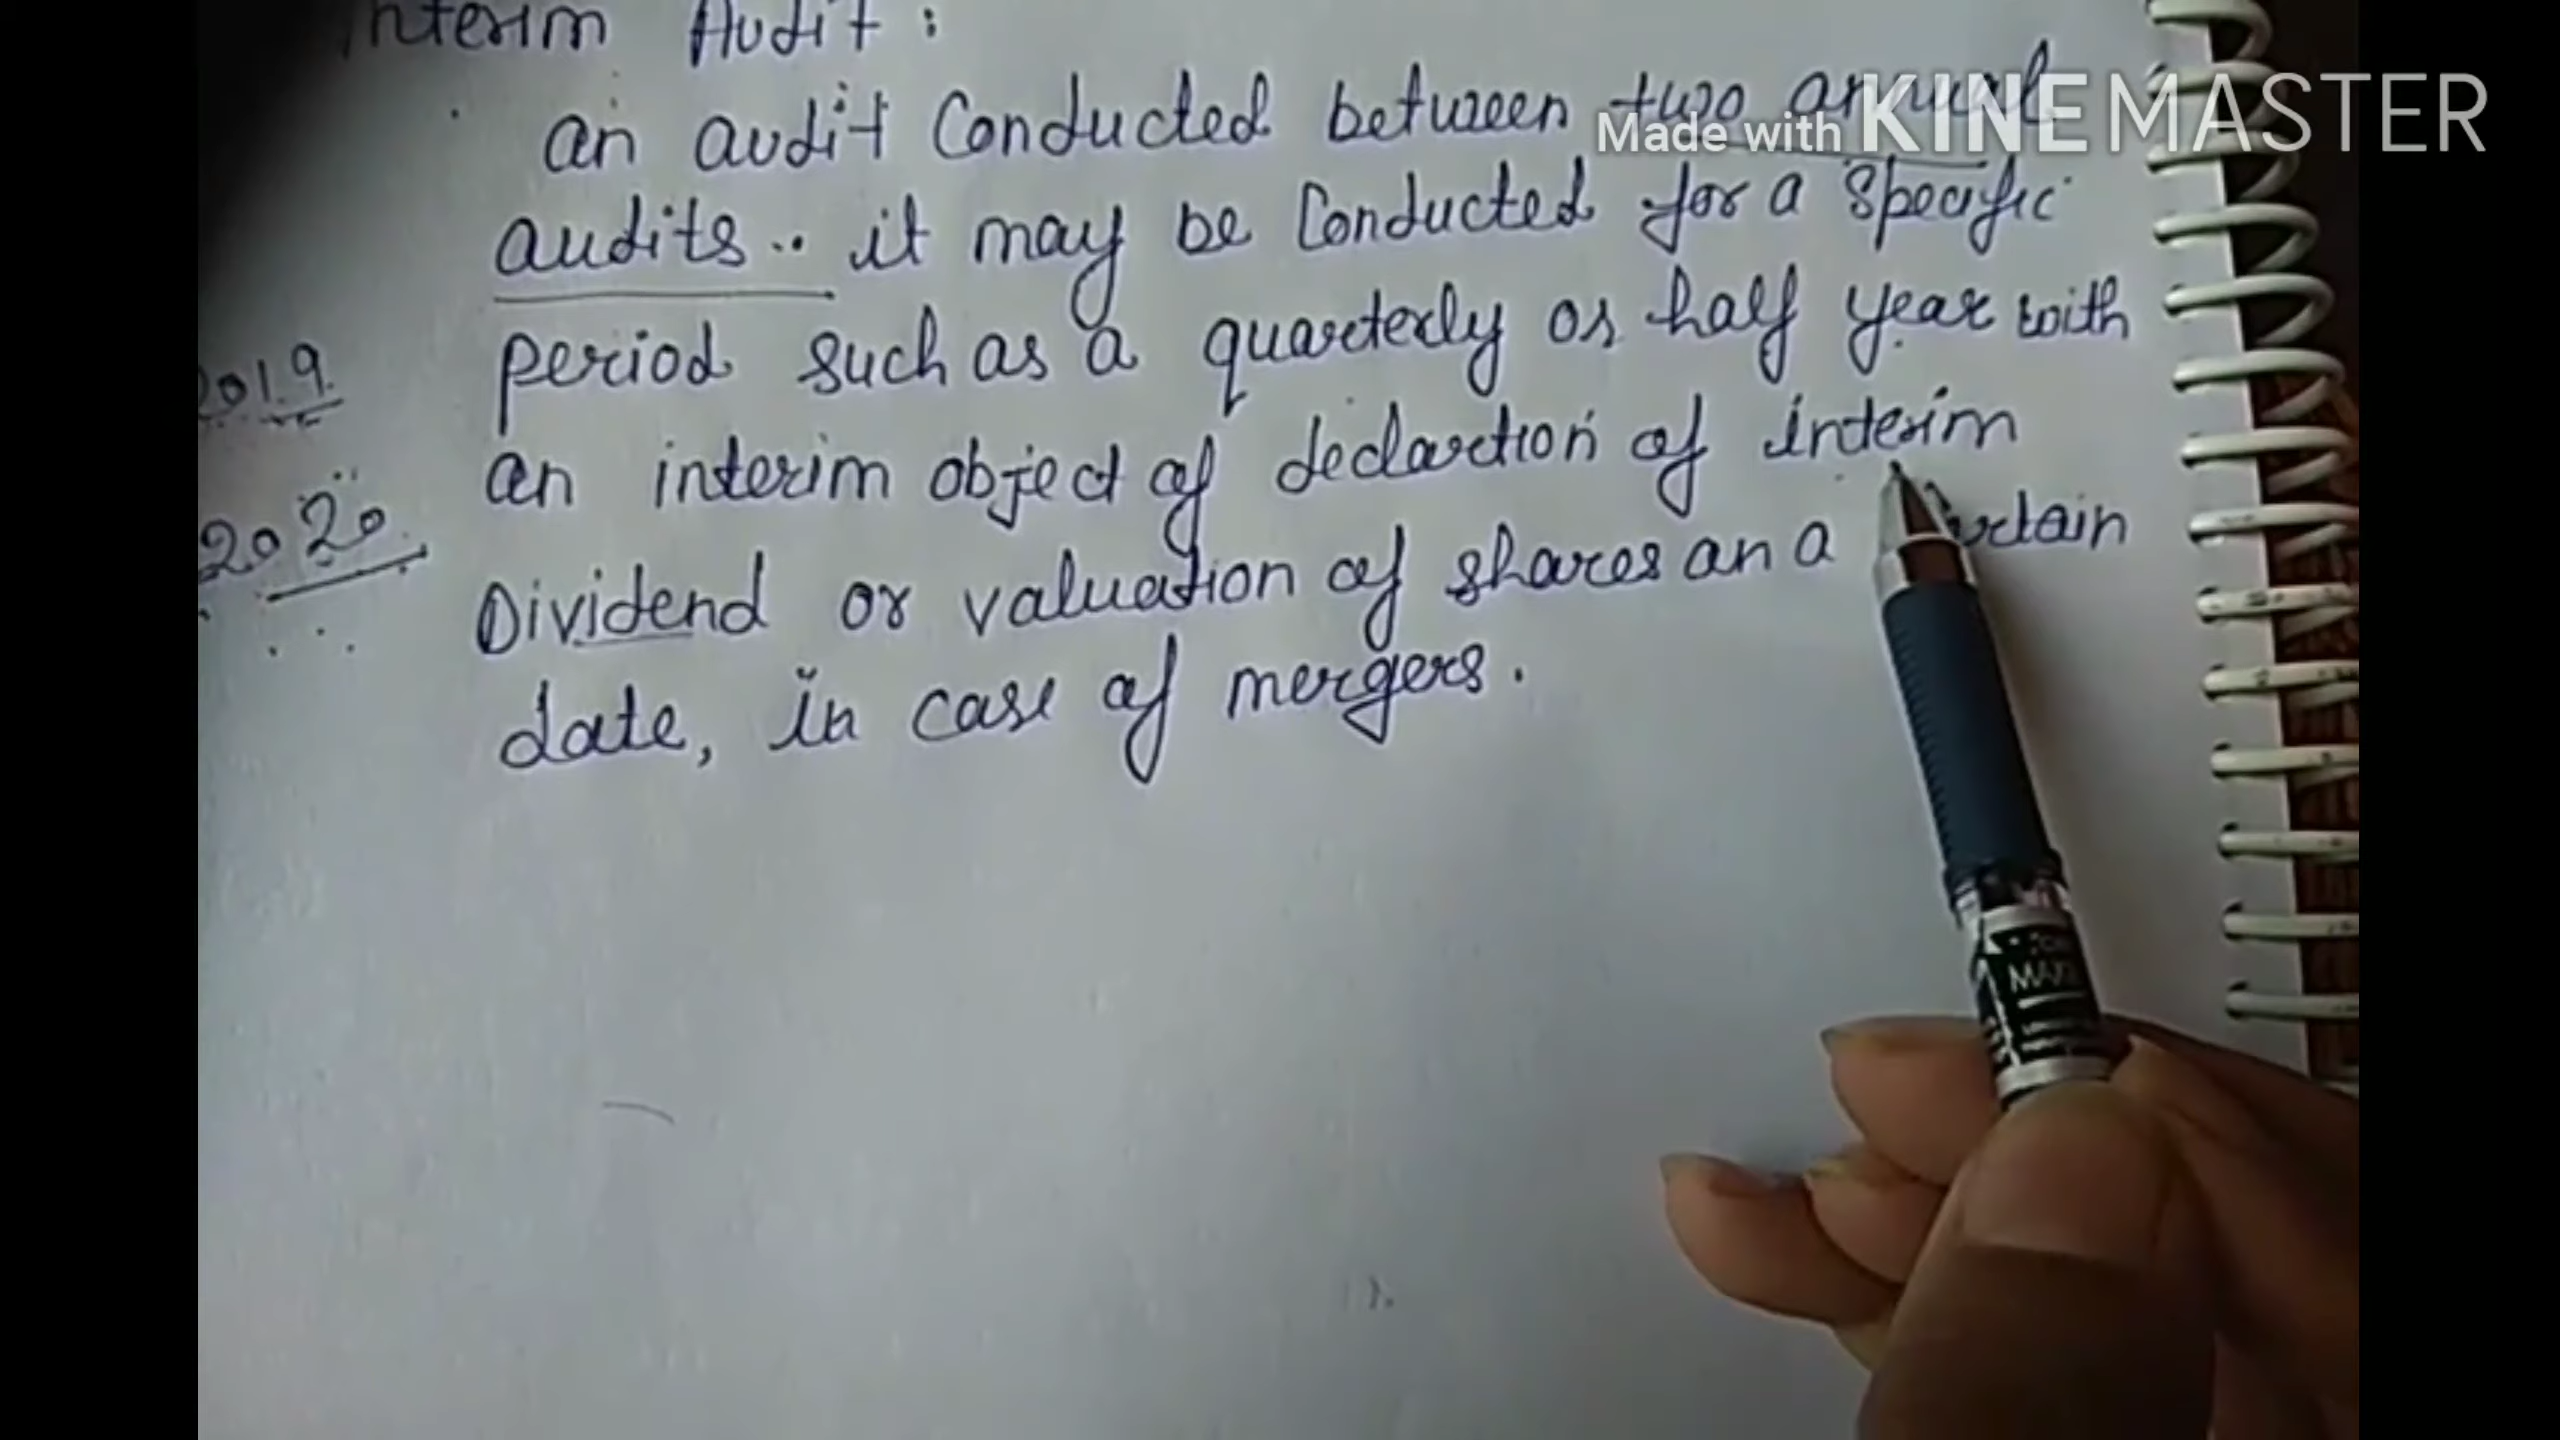 Interim Audit :
an audit Conducted between two annual
Made with KINEMASTER
audits .. it may be Conducted for a specific
period such as a quarterly or half year with
2019
an interim object of declartion of interim
2020
Dividend or valuation of shares an a
date, in case of mergers.